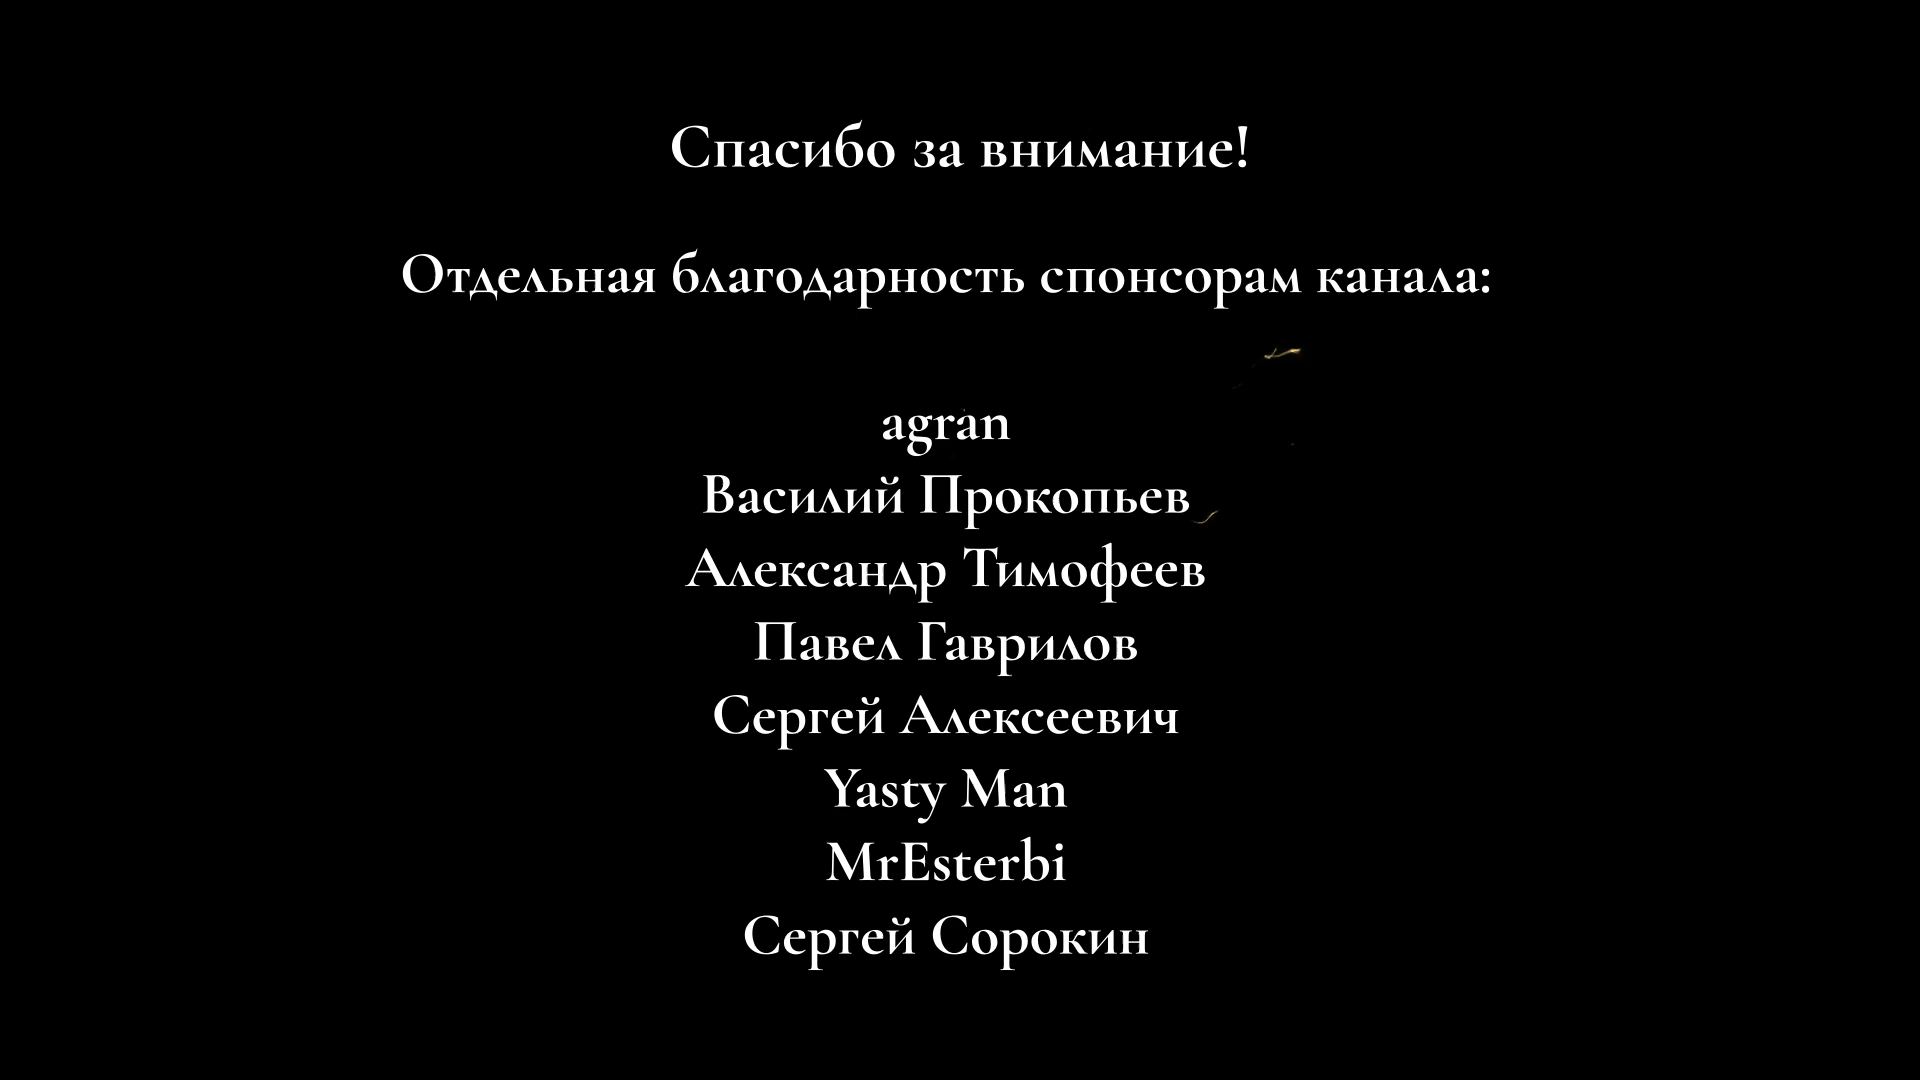 Спасибо за внимание!
Отдельная благодарность спонсорам канала:
agran
Василий Прокопьев
Александр Тимофеев
Павел Гаврилов
Сергей Алексеевич
Yasty Man
MrEsterbi
Сергей Сорокин